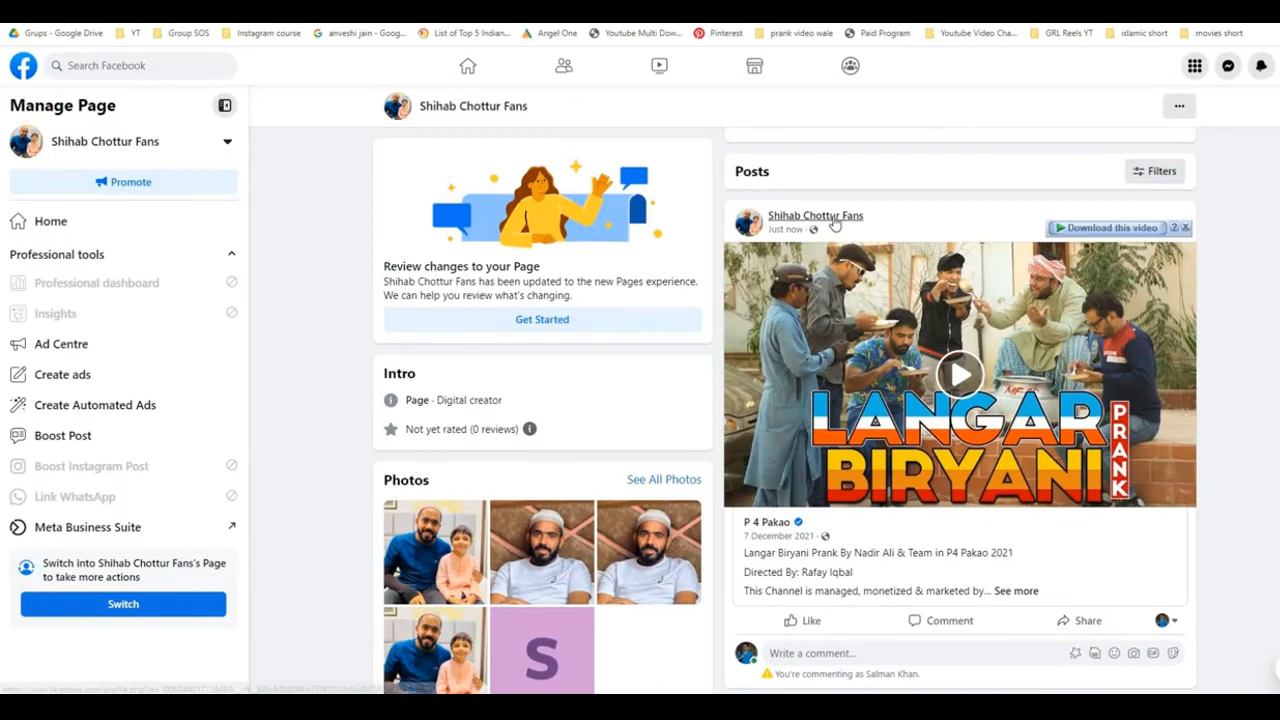 Grups - Google Drive
YT
Group SOS
Instagram course
anveshi jain - Goog...
List of Top 5 Indian...
Angel One
Youtube Multi Dow...
Pinterest
prank video wale
Paid Program
Youtube Video Cha...
GRL Reels YT
islamic short
movies short
Search Facebook
Manage Page
Shihab Chottur Fans
Promote
Home
Professional tools
Professional dashboard
Insights
Ad Centre
Create ads
Create Automated Ads
Boost Post
Boost Instagram Post
Link WhatsApp
Meta Business Suite
Switch into Shihab Chottur Fans's Page
to take more actions
Switch
Shihab Chottur Fans
Review changes to your Page
Shihab Chottur Fans has been updated to the new Pages experience.
We can help you review what's changing.
Get Started
Intro
Page · Digital creator
Not yet rated (0 reviews)
Photos
See All Photos
S
Posts
Filters
Shihab Chottur Fans
Just now ·
Download this video
LANGAR
BIRYANI
PRANK
P 4 Pakao
7 December 2021 ·
Langar Biryani Prank By Nadir Ali & Team in P4 Pakao 2021
Directed By: Rafay Iqbal
This Channel is managed, monetized & marketed by... See more
Like
Comment
Share
Write a comment...
You're commenting as Salman Khan.